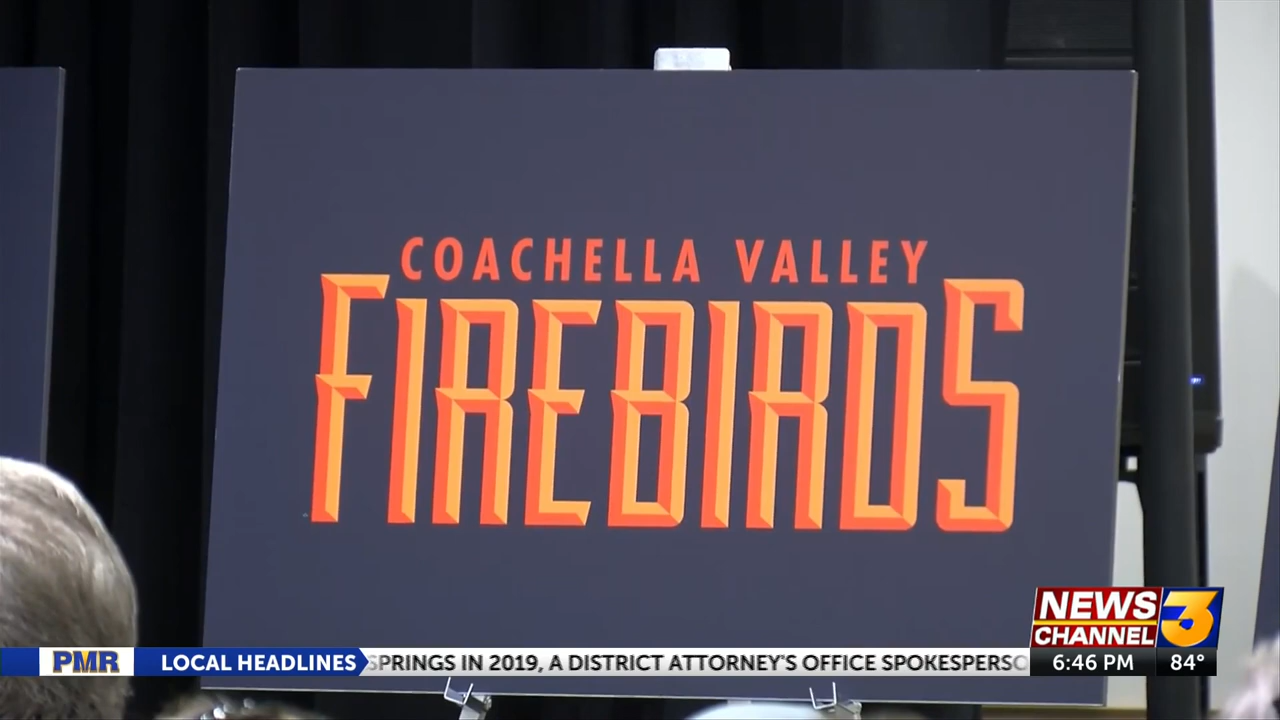 COACHELLA VALLEY
FIREBIRDS
NEWS
CHANNEL 3
PMR LOCAL HEADLINES SPRINGS IN 2019, A DISTRICT ATTORNEY'S OFFICE SPOKESPERSO 6:46 PM 84°